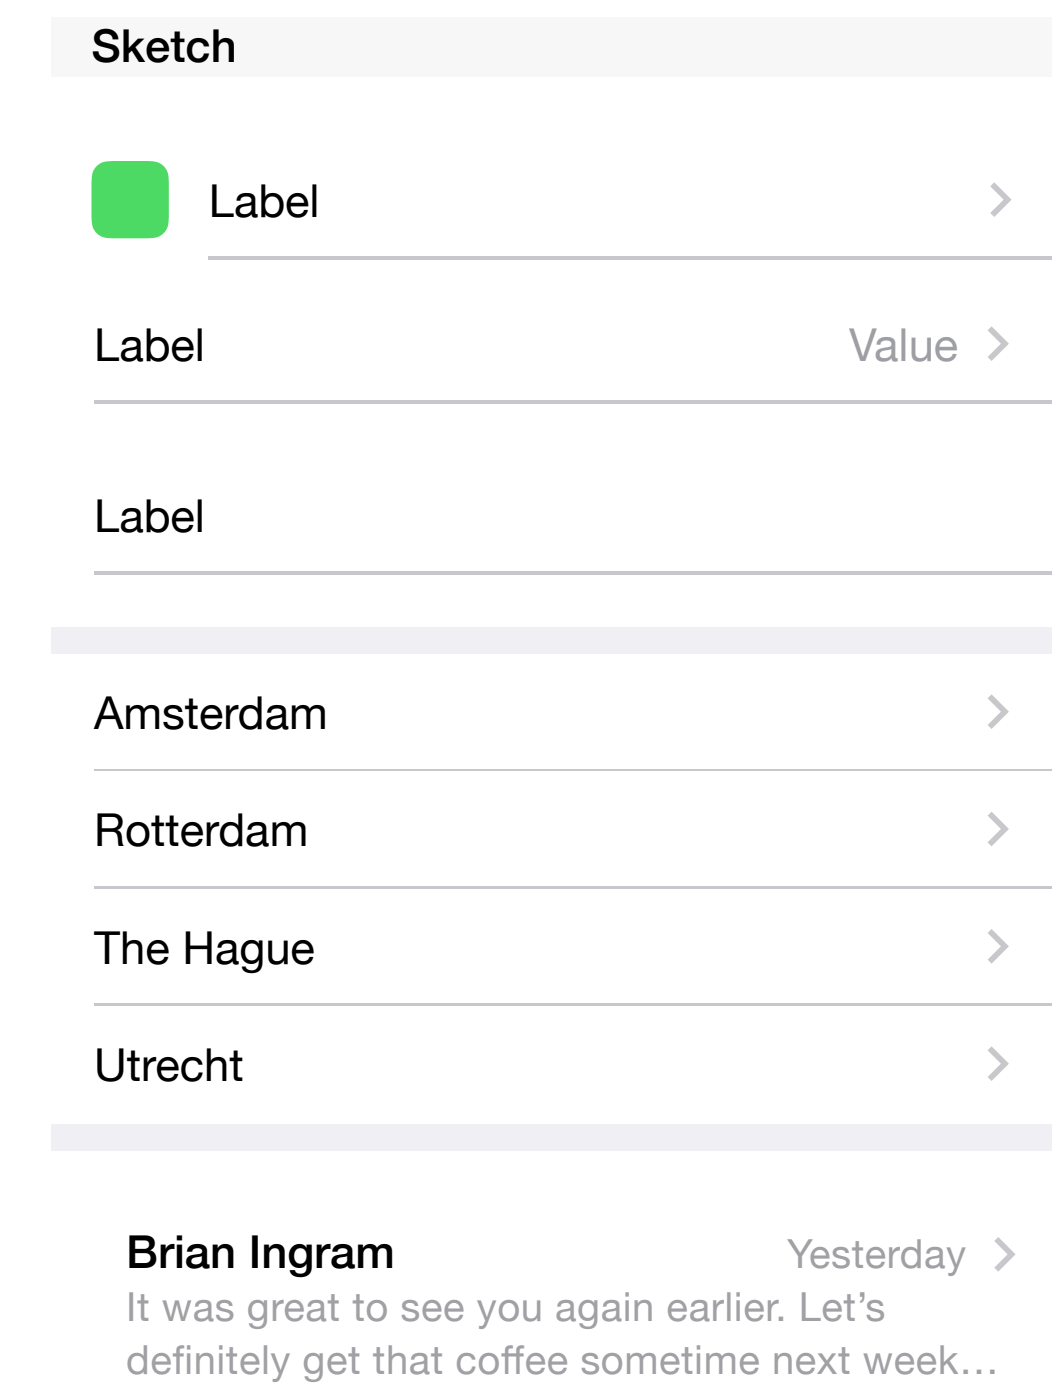 Sketch
Label
Label Value
Label
Amsterdam
Rotterdam
The Hague
Utrecht
Brian Ingram Yesterday
It was great to see you again earlier. Let’s
definitely get that coffee sometime next week…